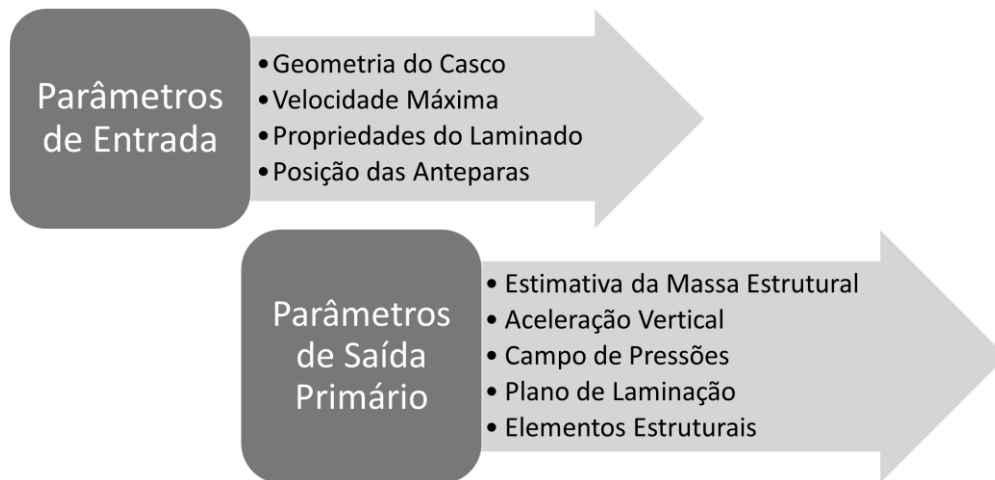 Parâmetros
de Entrada
•Geometria do Casco
•Velocidade Máxima
•Propriedades do Laminado
•Posição das Anteparas
Parâmetros
de Saída
Primário
• Estimativa da Massa Estrutural
• Aceleração Vertical
• Campo de Pressões
• Plano de Laminação
• Elementos Estruturais